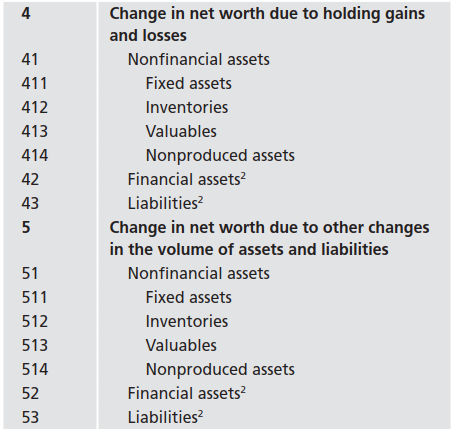 4 Change in net worth due to holding gains
and losses
41 Nonfinancial assets
411 Fixed assets
412 Inventories
413 Valuables
414 Nonproduced assets
42 Financial assets²
43 Liabilities²
5 Change in net worth due to other changes
in the volume of assets and liabilities
51 Nonfinancial assets
511 Fixed assets
512 Inventories
513 Valuables
514 Nonproduced assets
52 Financial assets²
53 Liabilities²